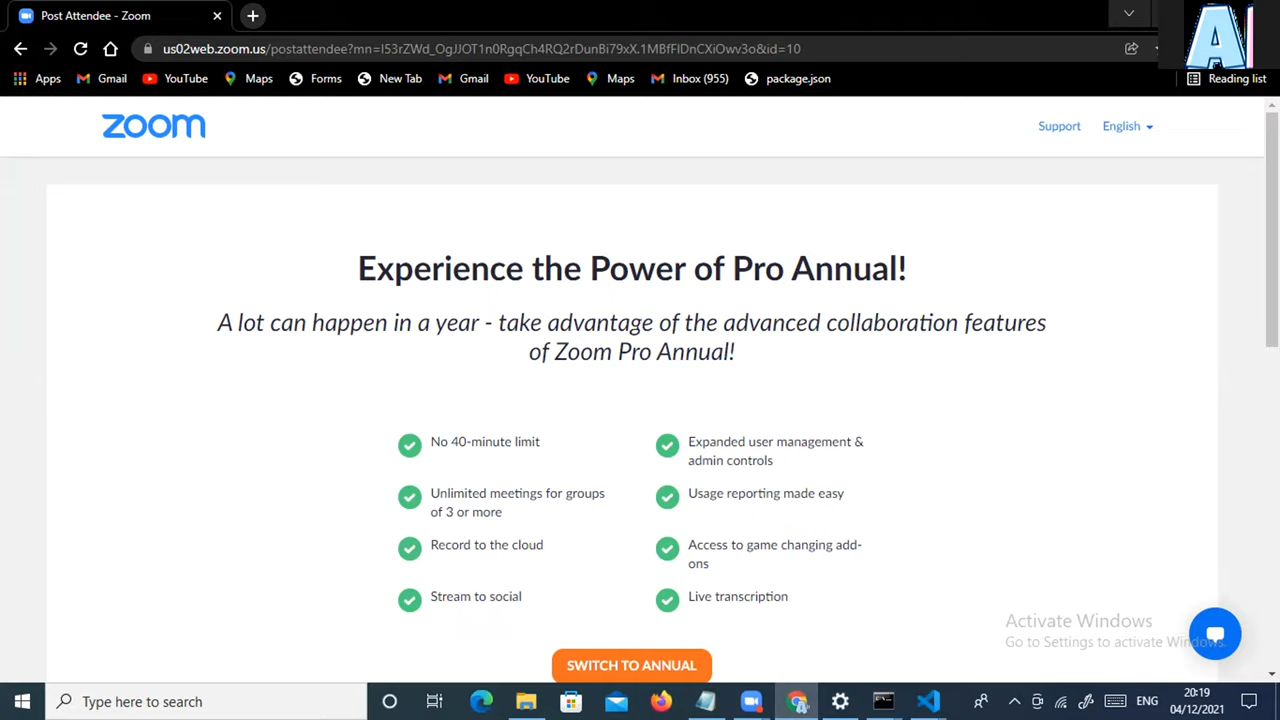 Post Attendee - Zoom
AI
us02web.zoom.us/postattendee?mn=I53rZWd_OgJJOT1n0RgqCh4RQ2rDunBi79xX.1MBfFIDnCXiOwv3o&id=10
Apps Gmail YouTube Maps Forms New Tab Gmail YouTube Maps Inbox (955) package.json Reading list
zoom
Support English
Experience the Power of Pro Annual!
A lot can happen in a year - take advantage of the advanced collaboration features
of Zoom Pro Annual!
No 40-minute limit
Unlimited meetings for groups
of 3 or more
Record to the cloud
Stream to social
Expanded user management &
admin controls
Usage reporting made easy
Access to game changing add-
ons
Live transcription
SWITCH TO ANNUAL
Activate Windows
Go to Settings to activate Windows.
Type here to search
ENG
20:19
04/12/2021